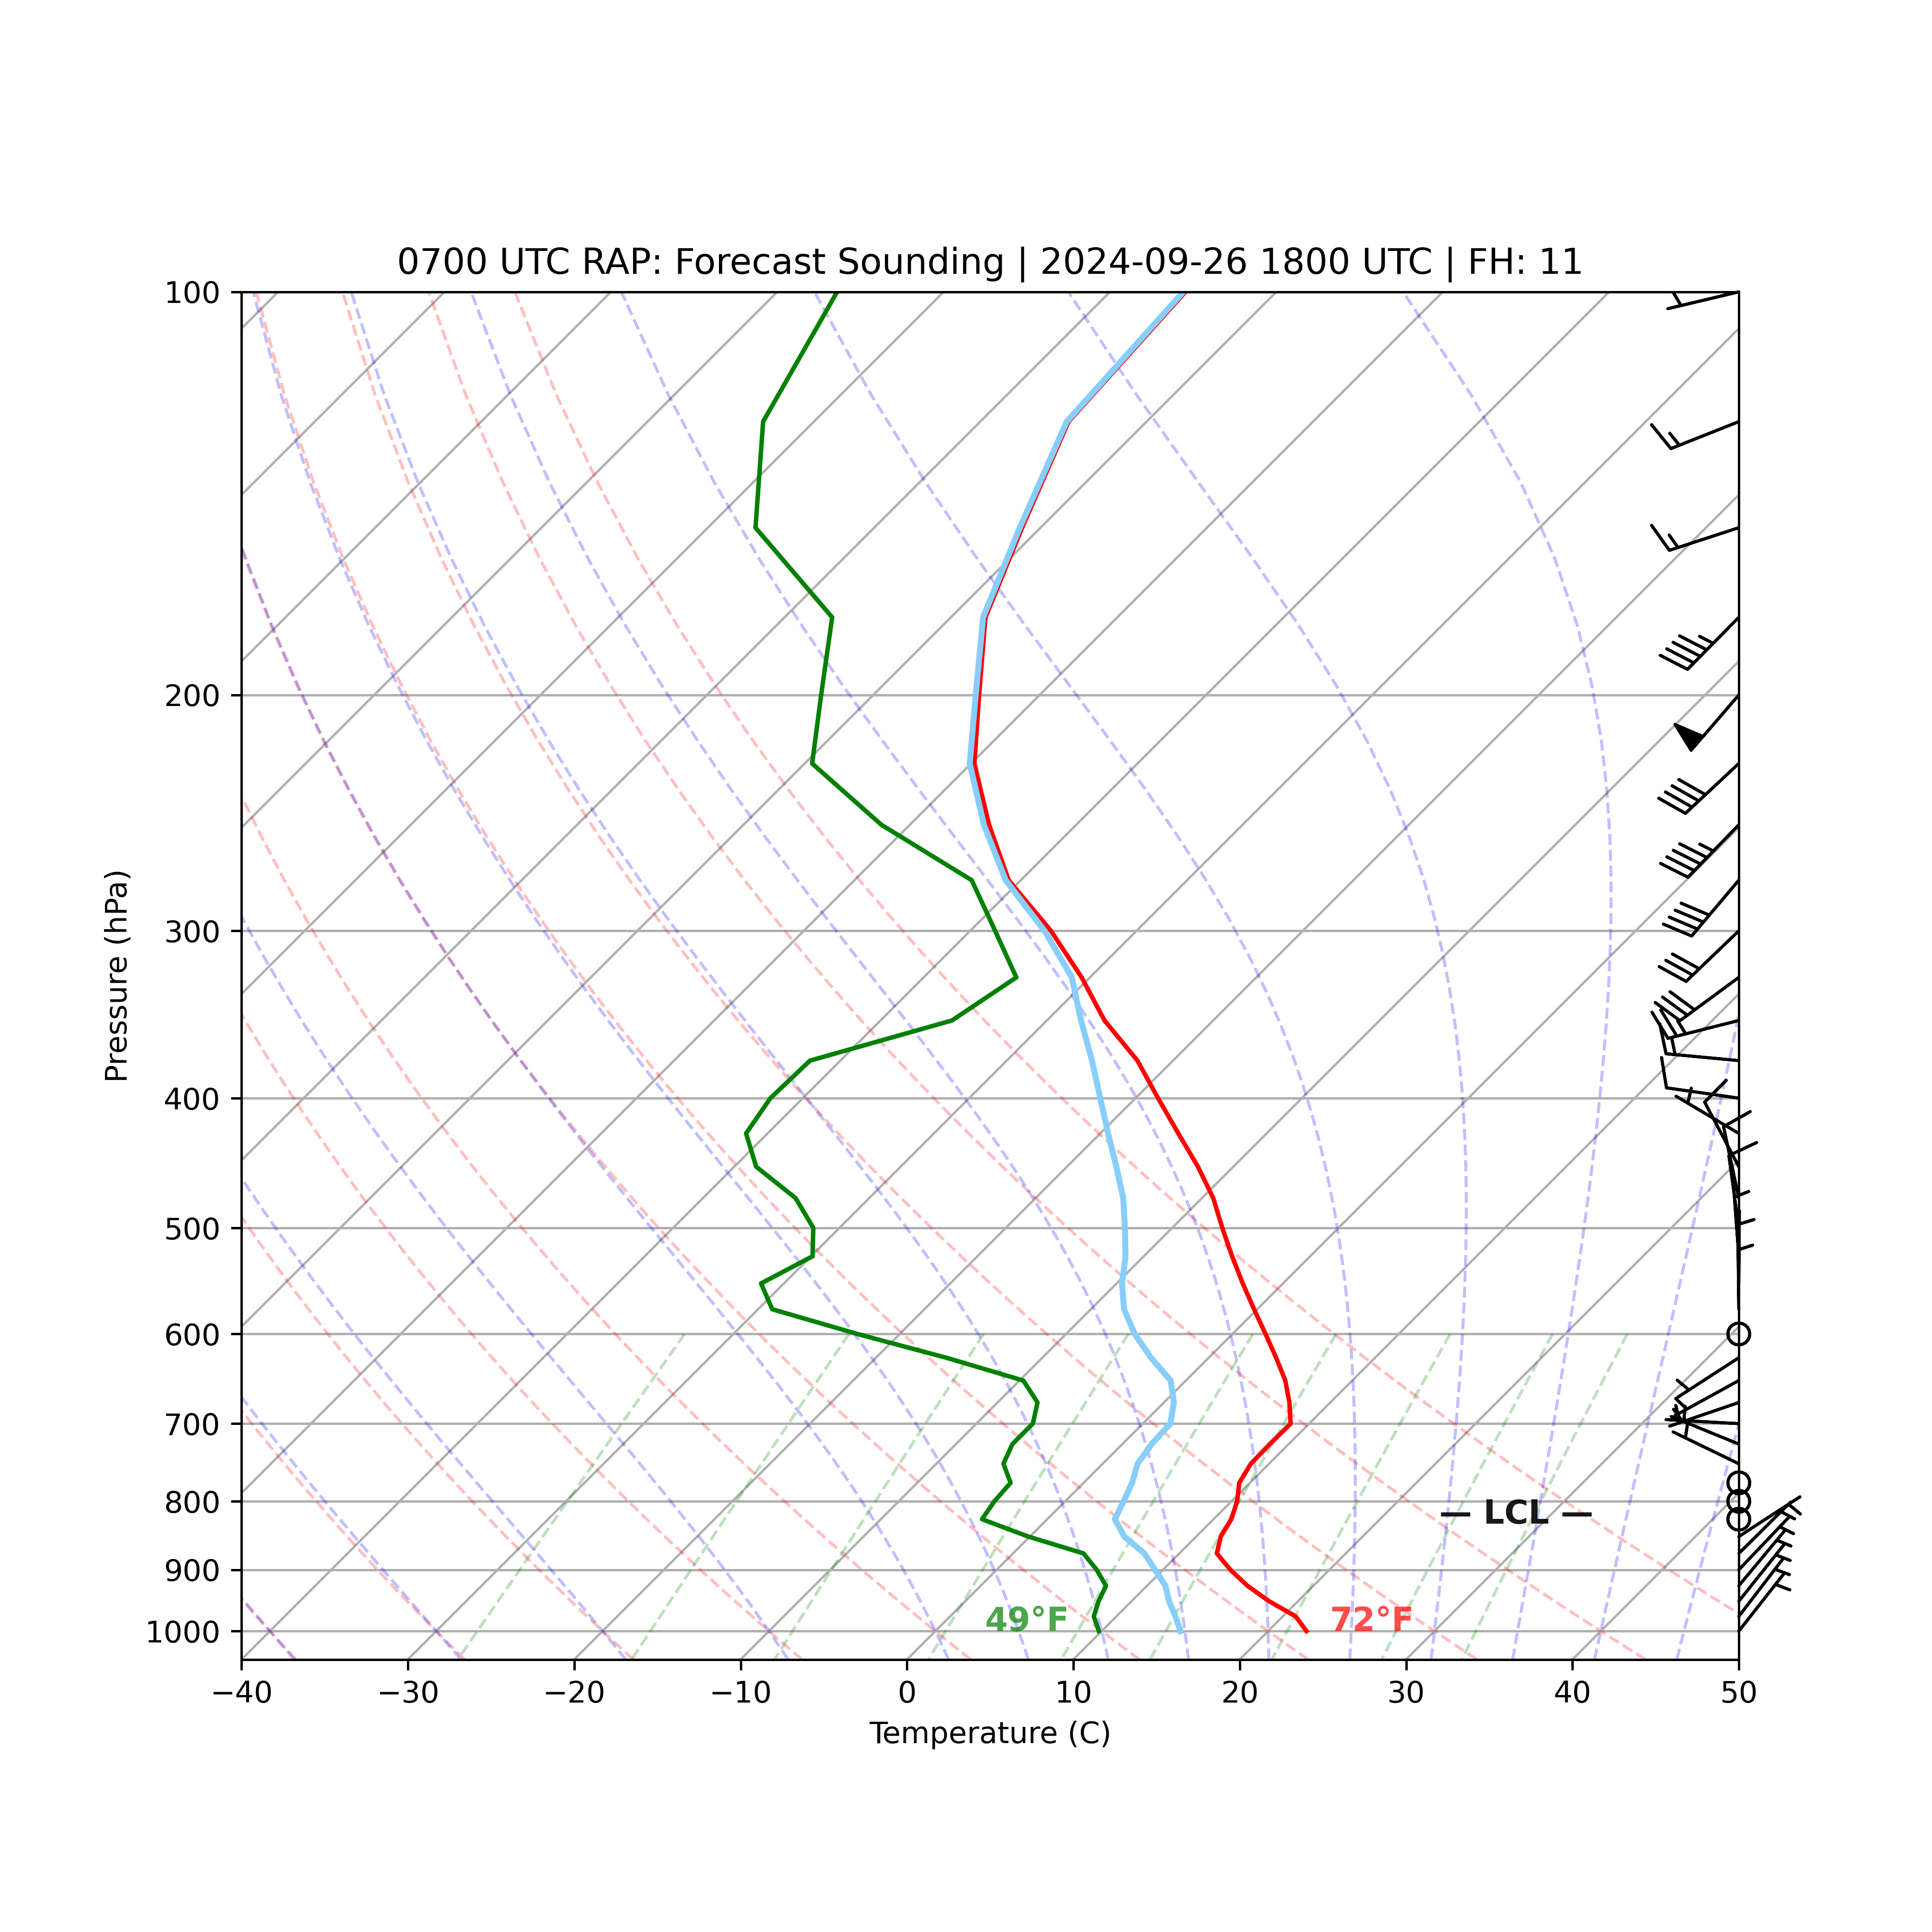 0700 UTC RAP: Forecast Sounding | 2024-09-26 1800 UTC | FH: 11
100
200
300
400
500
600
700
800
900
1000
Pressure (hPa)
— LCL —
49°F
72°F
−40 −30 −20 −10 0 10 20 30 40 50
Temperature (C)